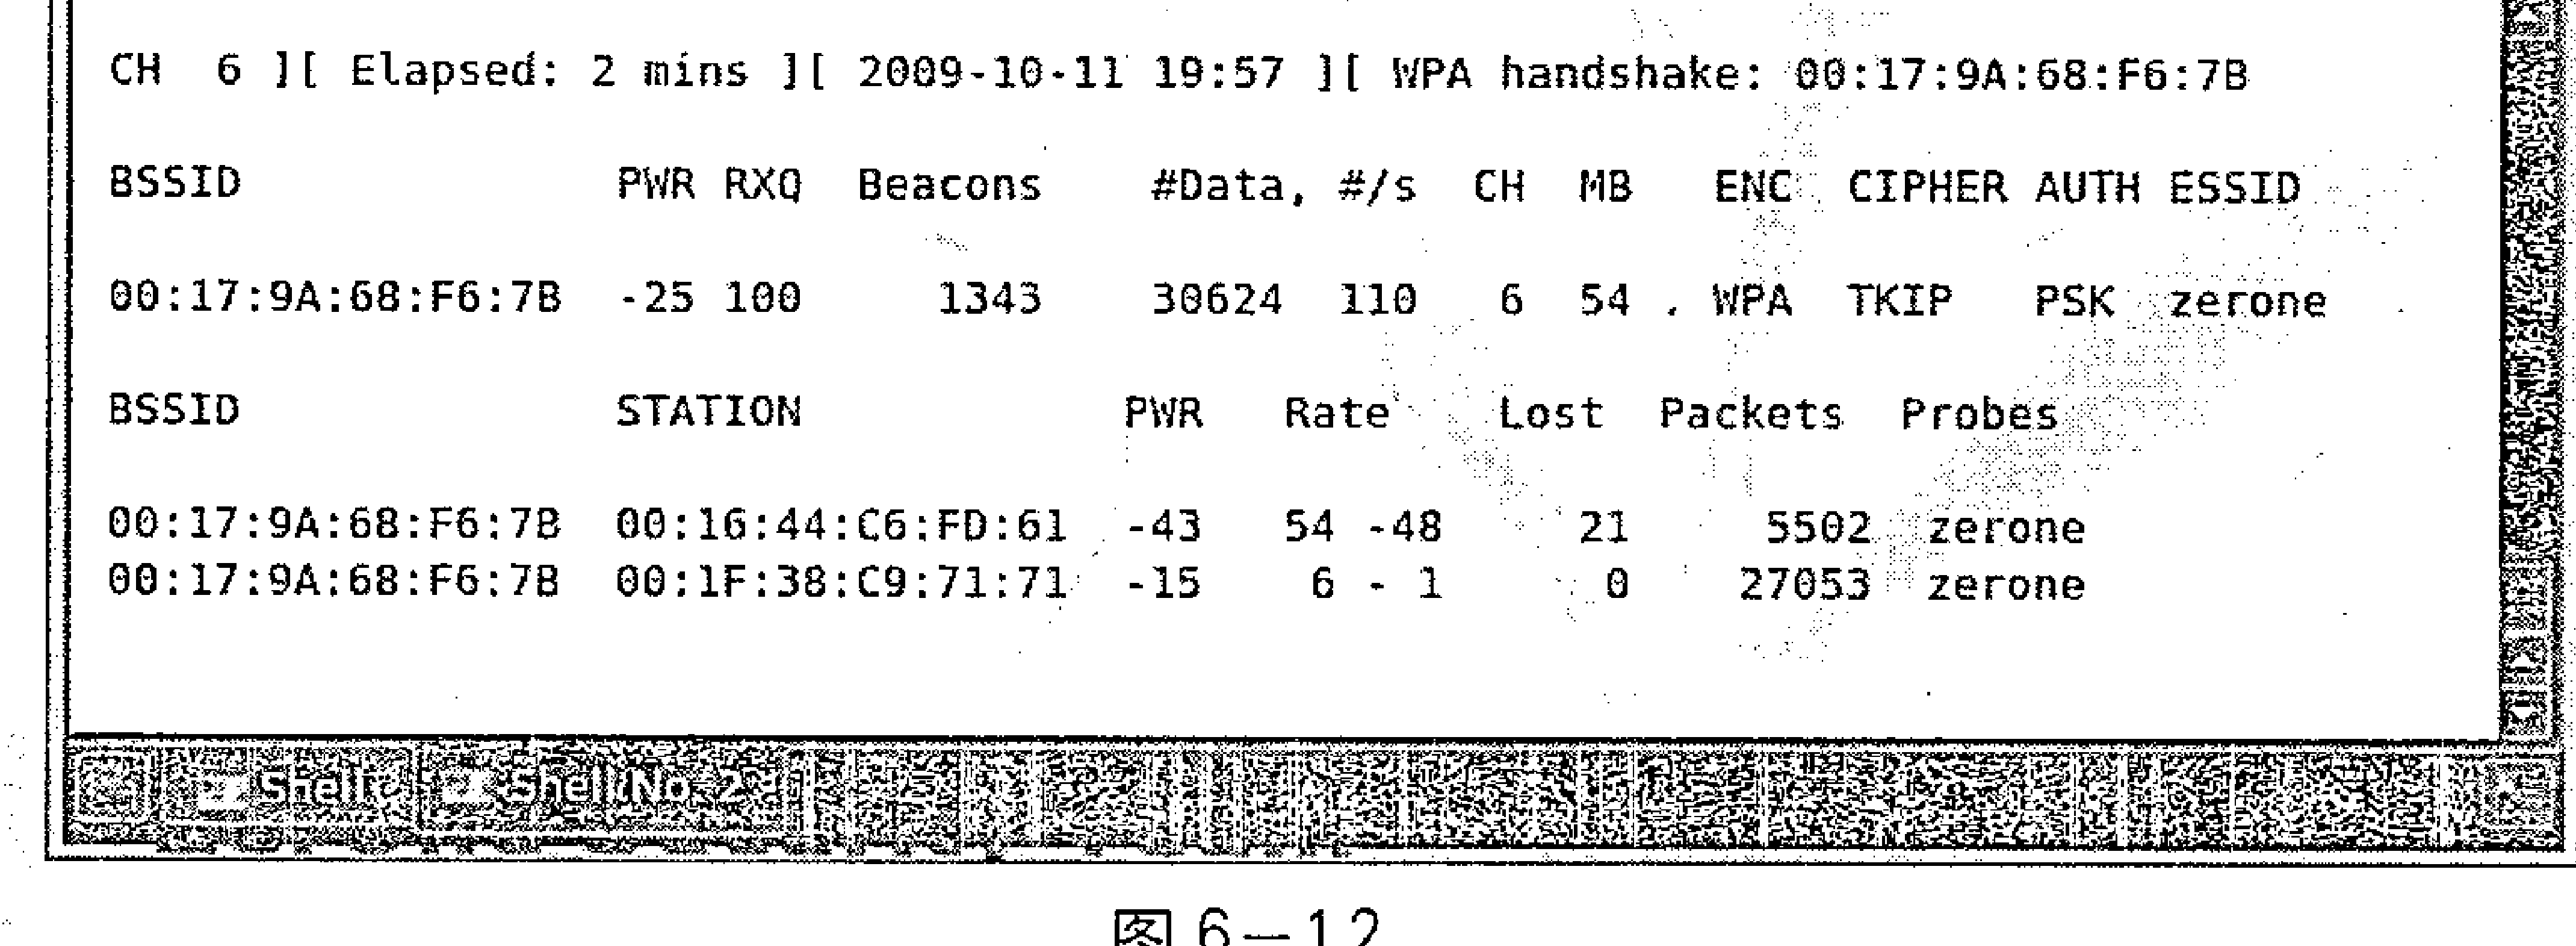 CH  6 ][ Elapsed: 2 mins ][ 2009-10-11 19:57 ][ WPA handshake: 00:17:9A:68:F6:7B
BSSID              PWR RXQ  Beacons    #Data, #/s  CH  MB   ENC  CIPHER AUTH ESSID
00:17:9A:68:F6:7B  -25 100     1343    30624  110   6  54 . WPA  TKIP   PSK  zerone
BSSID              STATION            PWR   Rate    Lost  Packets  Probes
00:17:9A:68:F6:7B  00:16:44:C6:FD:61  -43   54 -48     21     5502  zerone
00:17:9A:68:F6:7B  00:1F:38:C9:71:71  -15    6 - 1      0    27053  zerone
Shell
Shell No. 2
图 6-12